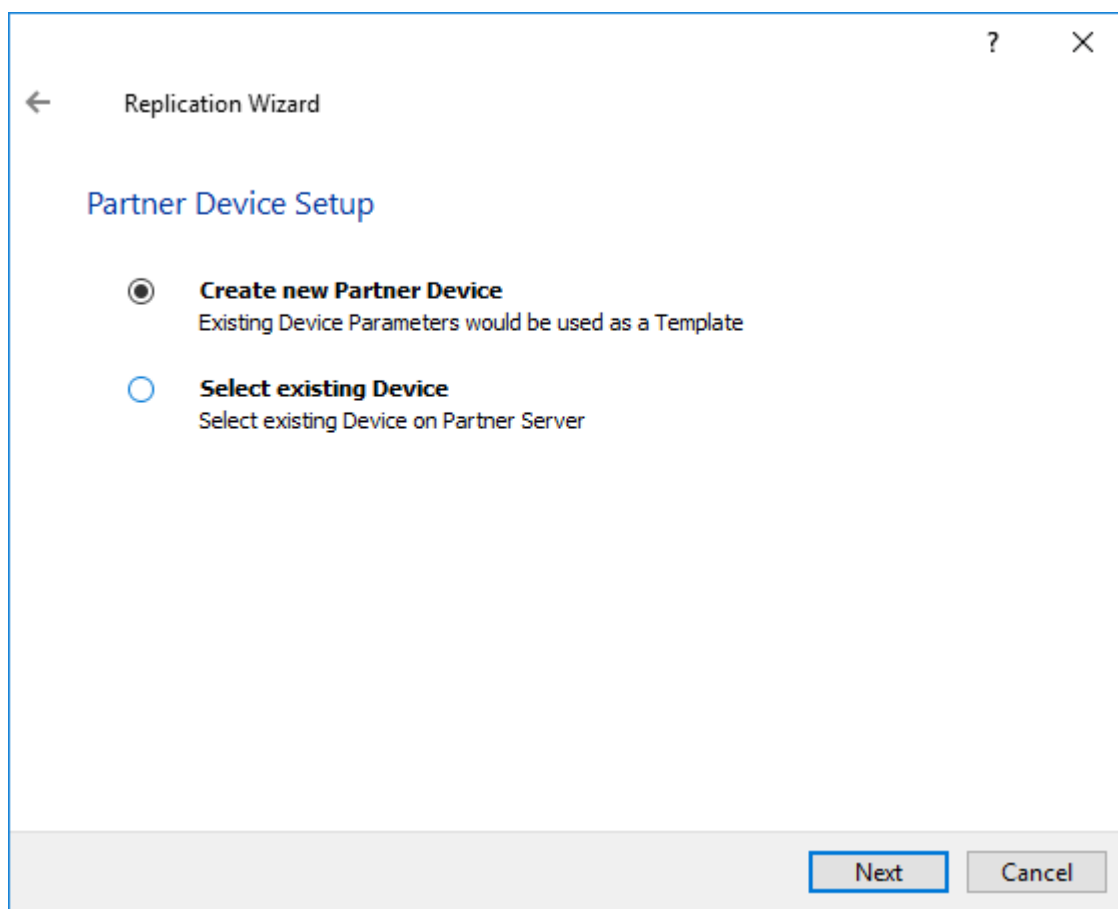 ?
Replication Wizard
Partner Device Setup
Create new Partner Device
Existing Device Parameters would be used as a Template
Select existing Device
Select existing Device on Partner Server
Next Cancel